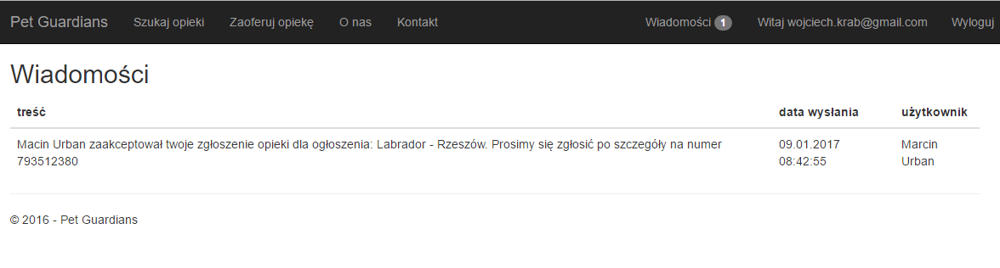 Pet Guardians Szukaj opieki Zaoferuj opiekę O nas Kontakt Wiadomości 1 Witaj wojciech.krab@gmail.com Wyloguj
Wiadomości
treść data wysłania użytkownik
Macin Urban zaakceptował twoje zgłoszenie opieki dla ogłoszenia: Labrador - Rzeszów. Prosimy się zgłosić po szczegóły na numer 09.01.2017 Marcin
793512380 08:42:55 Urban
© 2016 - Pet Guardians